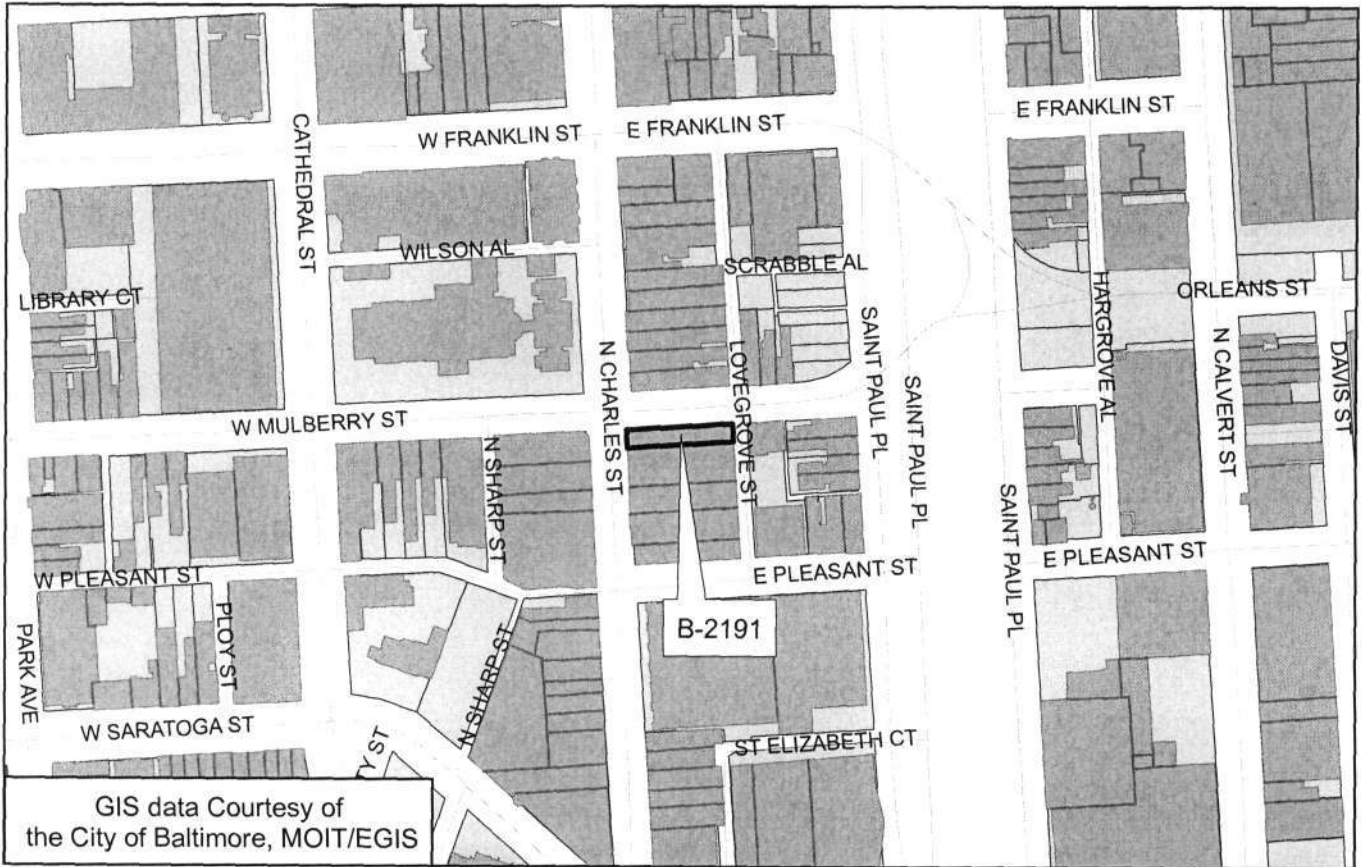 E FRANKLIN ST
W FRANKLIN ST
E FRANKLIN ST
CATHEDRAL ST
WILSON AL
SCRABBLE AL
LIBRARY CT
ORLEANS ST
HARGROVE AL
SAINT PAUL PL
N CHARLES ST
LOVEGROVE ST
SAINT PAUL PL
N CALVERT ST
DAVIS ST
W MULBERRY ST
N SHARP ST
SAINT PAUL PL
E PLEASANT ST
W PLEASANT ST
E PLEASANT ST
PLOY ST
B-2191
PARK AVE
N SHARP ST
W SARATOGA ST
ST ELIZABETH CT
TY ST
GIS data Courtesy of
the City of Baltimore, MOIT/EGIS